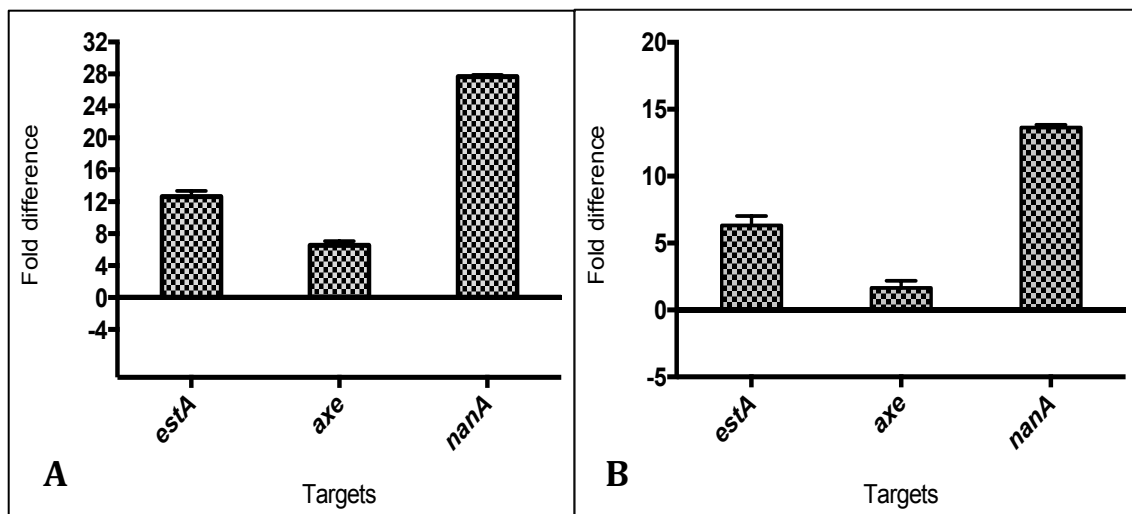 32
28
24
20
16
12
8
4
0
-4
Fold difference
estA
axe
nanA
A
Targets
20
15
10
5
0
-5
Fold difference
estA
axe
nanA
B
Targets